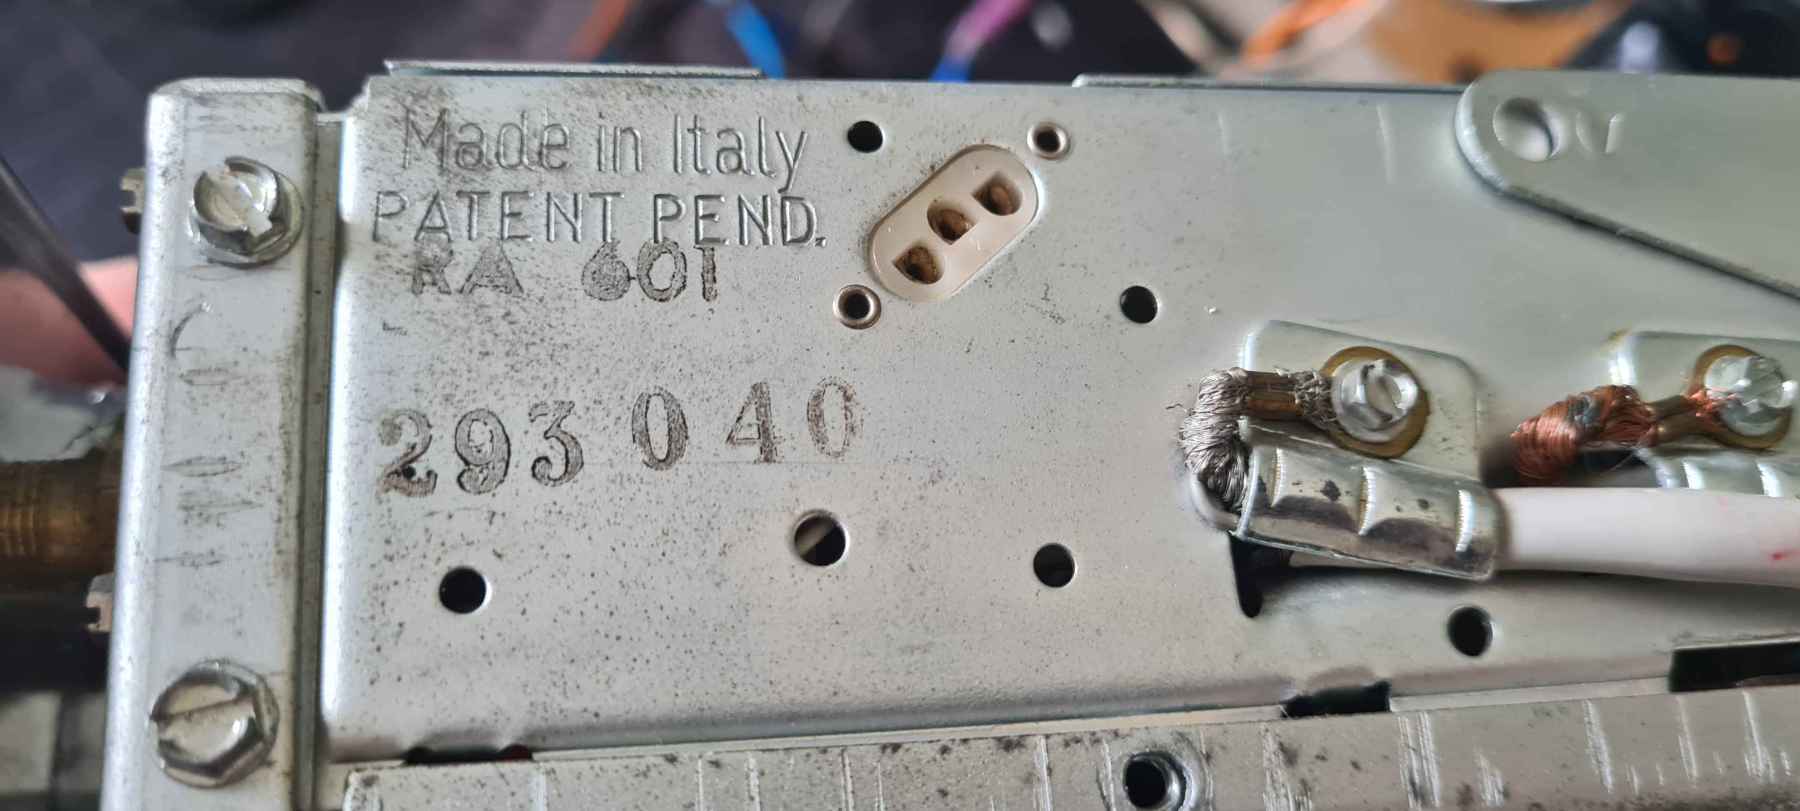 Made in Italy
PATENT PEND.
RA 601
293 040